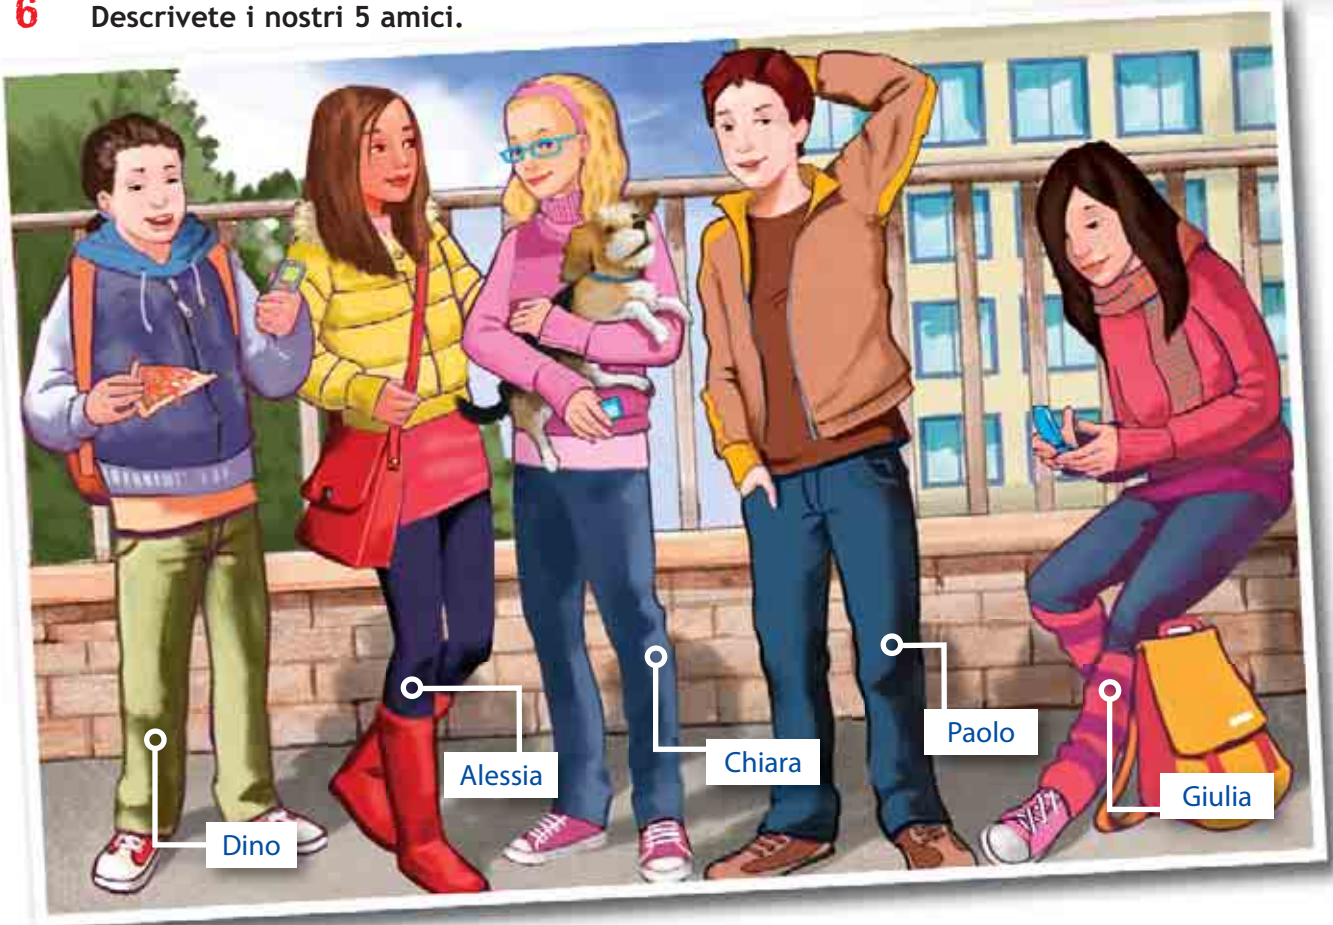 6 Descrivete i nostri 5 amici.
Dino
Alessia
Chiara
Paolo
Giulia